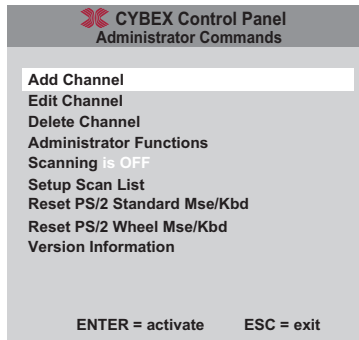 CYBEX Control Panel
Administrator Commands
Add Channel
Edit Channel
Delete Channel
Administrator Functions
Scanning is OFF
Setup Scan List
Reset PS/2 Standard Mse/Kbd
Reset PS/2 Wheel Mse/Kbd
Version Information
ENTER = activate ESC = exit